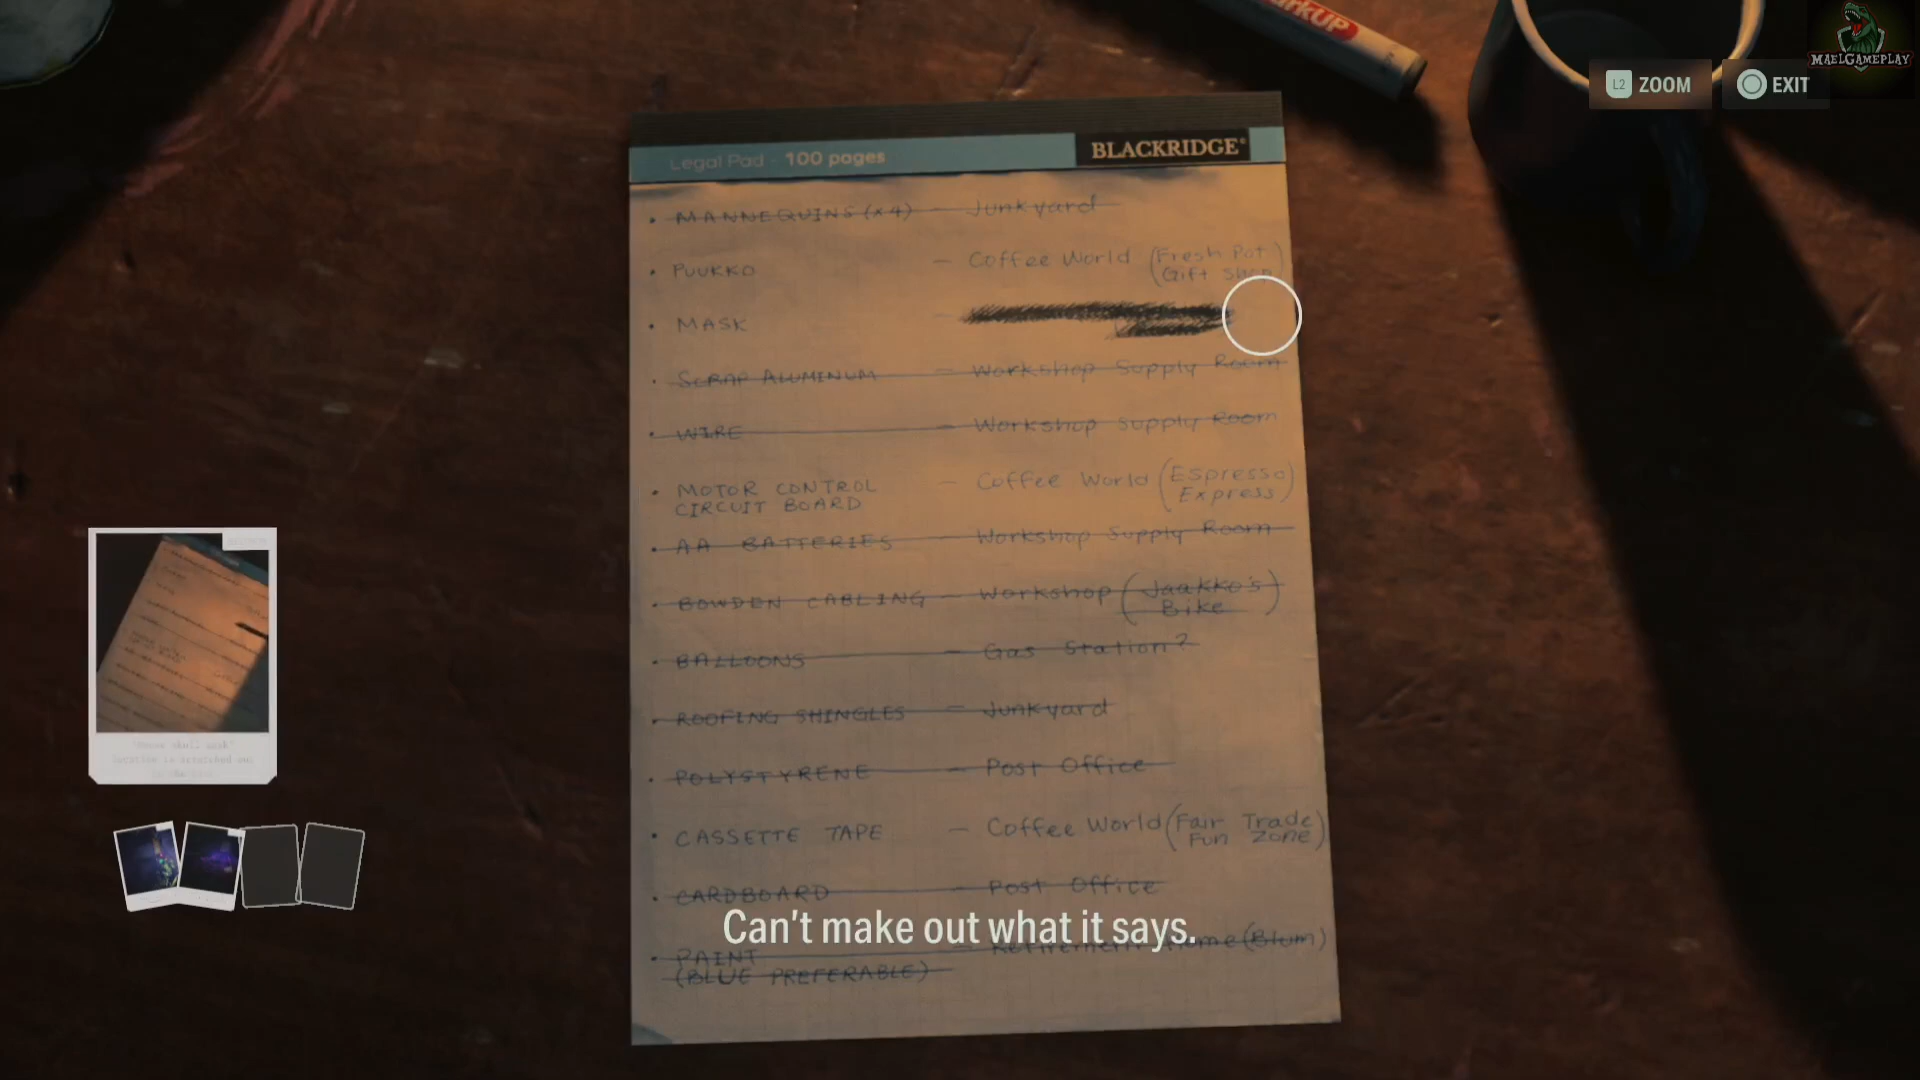 MarkUP
MAELGAMEPLAY
L2 ZOOM
EXIT
Legal Pad - 100 pages
BLACKRIDGE®
• MANNEQUINS (x4) — Junkyard
• PUUKKO — Coffee World (Fresh Pot
Gift Shop)
• MASK —
• SCRAP ALUMINUM — Workshop Supply Room
• WIRE — Workshop Supply Room
• MOTOR CONTROL — Coffee World (Espresso
CIRCUIT BOARD Express)
• AA BATTERIES — Workshop Supply Room
• BOWDEN CABLING — Workshop (Jaakko's
Bike)
• BALLOONS — Gas Station?
• ROOFING SHINGLES — Junkyard
• POLYSTYRENE — Post Office
• CASSETTE TAPE — Coffee World (Fair Trade
Fun Zone)
• CARDBOARD — Post Office
• PAINT — Retirement Home (Blum)
(BLUE PREFERABLE)
Can't make out what it says.